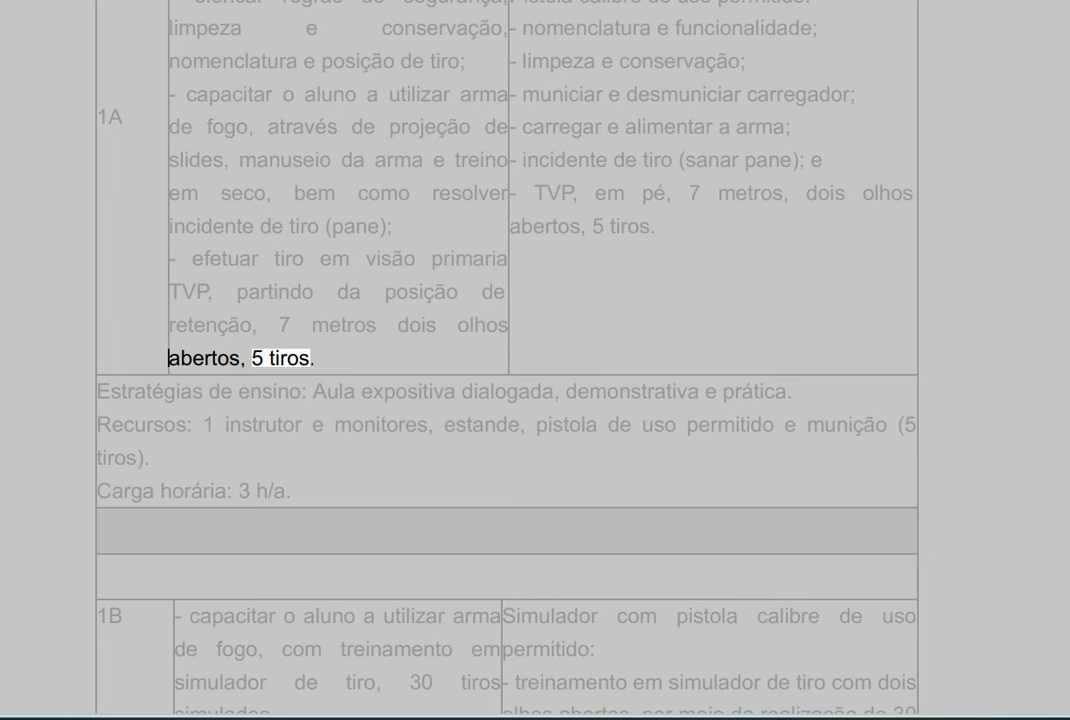 limpeza e conservação,
nomenclatura e posição de tiro;
1A
- capacitar o aluno a utilizar arma
de fogo, através de projeção de
slides, manuseio da arma e treino
em seco, bem como resolver
incidente de tiro (pane);
- efetuar tiro em visão primaria
TVP, partindo da posição de
retenção, 7 metros dois olhos
abertos, 5 tiros.
- nomenclatura e funcionalidade;
- limpeza e conservação;
- municiar e desmuniciar carregador;
- carregar e alimentar a arma;
- incidente de tiro (sanar pane); e
- TVP, em pé, 7 metros, dois olhos
abertos, 5 tiros.
Estratégias de ensino: Aula expositiva dialogada, demonstrativa e prática.
Recursos: 1 instrutor e monitores, estande, pistola de uso permitido e munição (5
tiros).
Carga horária: 3 h/a.
1B
- capacitar o aluno a utilizar arma
de fogo, com treinamento em
simulador de tiro, 30 tiros
Simulador com pistola calibre de uso
permitido:
- treinamento em simulador de tiro com dois